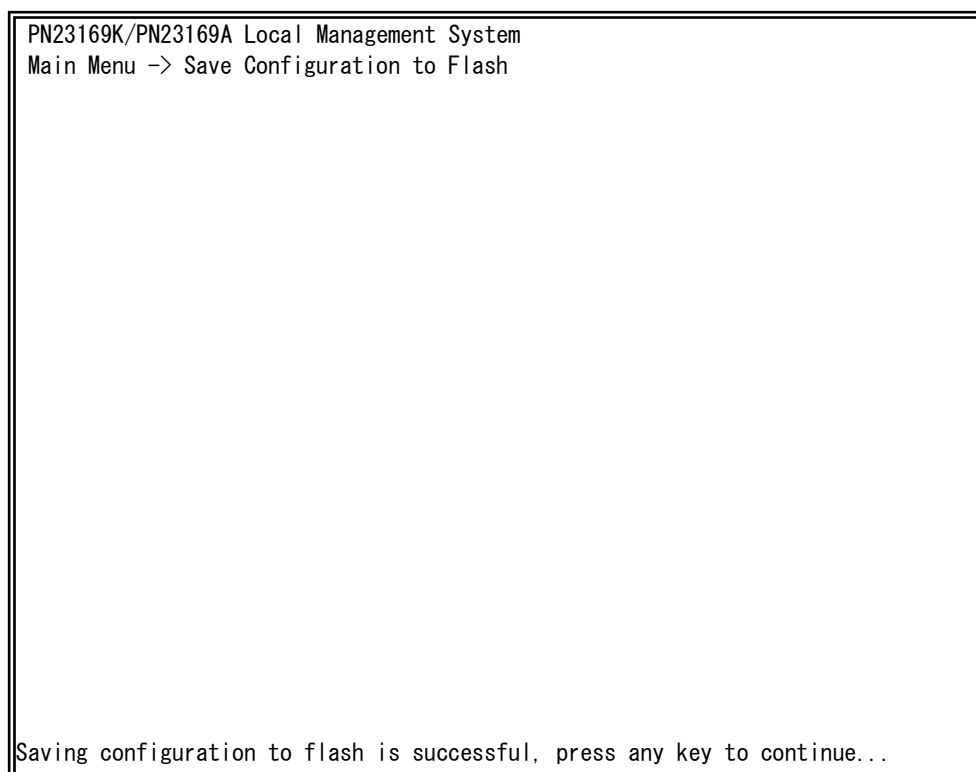 PN23169K/PN23169A Local Management System
Main Menu -> Save Configuration to Flash
Saving configuration to flash is successful, press any key to continue...